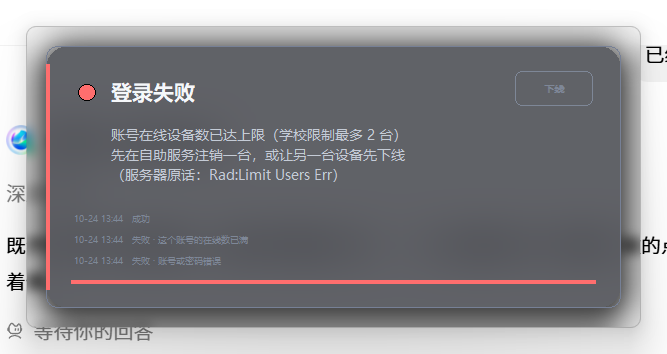 已
登录失败
下线
账号在线设备数已达上限（学校限制最多 2 台）
先在自助服务注销一台，或让另一台设备先下线
（服务器原话：Rad:Limit Users Err）
深
10-24 13:44 成功
10-24 13:44 失败 · 这个账号的在线数已满
既
的
10-24 13:44 失败 · 账号或密码错误
着
等待你的回答